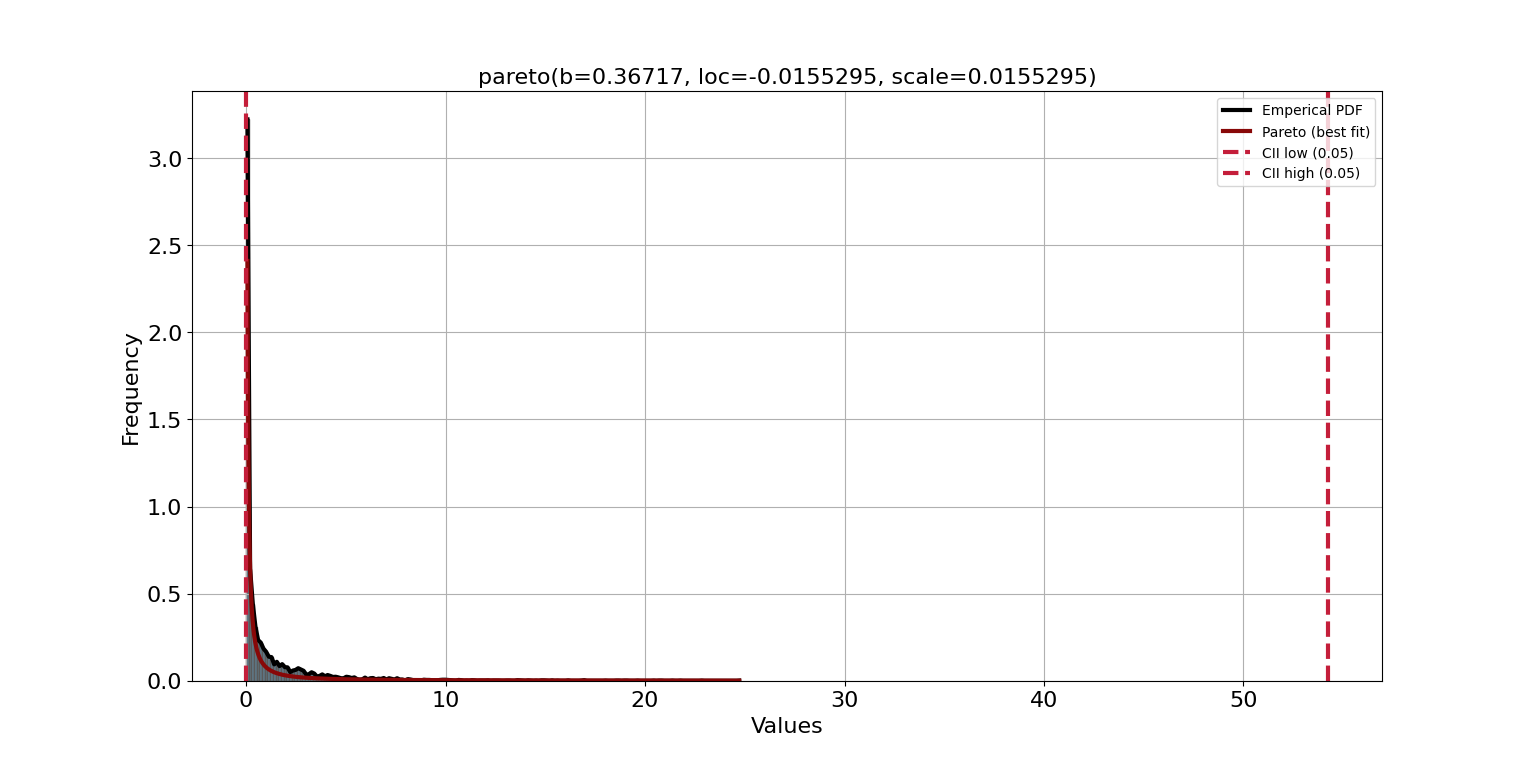 pareto(b=0.36717, loc=-0.0155295, scale=0.0155295)
Emperical PDF
Pareto (best fit)
CII low (0.05)
CII high (0.05)
3.0
2.5
2.0
1.5
1.0
0.5
0.0
Frequency
0 10 20 30 40 50
Values